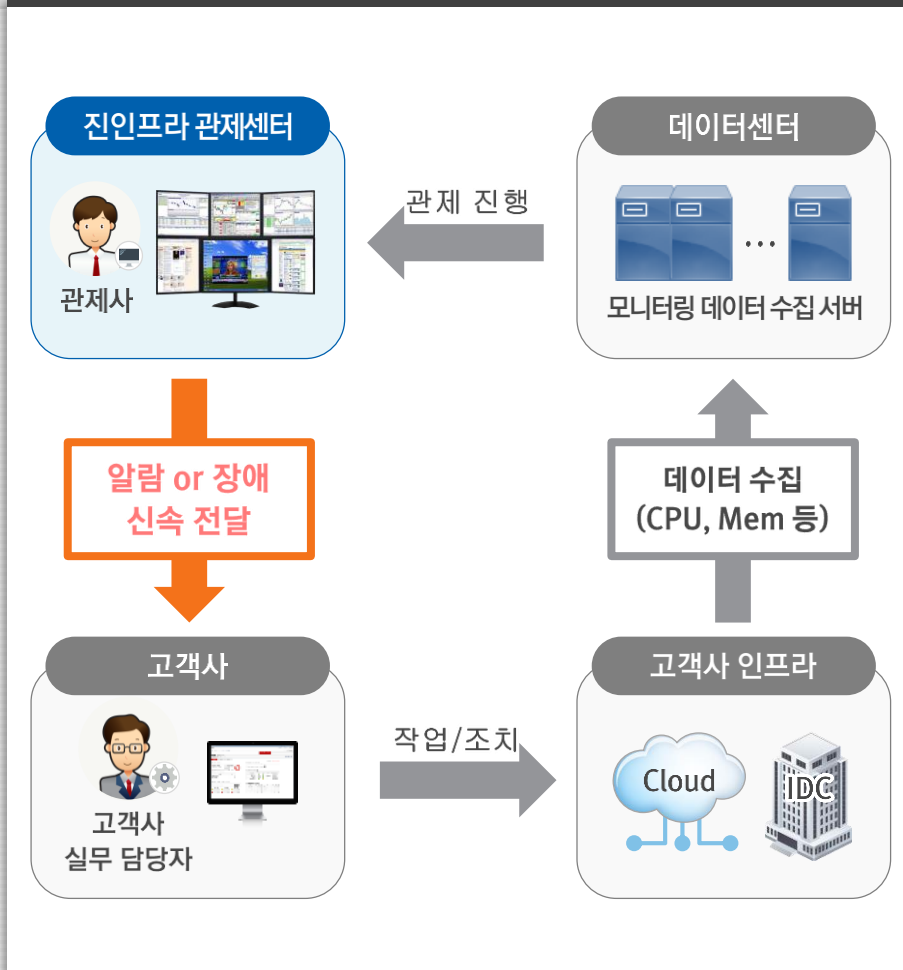 진인프라 관제센터
관제사
관제 진행
데이터센터
모니터링 데이터 수집 서버
알람 or 장애
신속 전달
데이터 수집
(CPU, Mem 등)
고객사
고객사
실무 담당자
작업/조치
고객사 인프라
Cloud
IDC